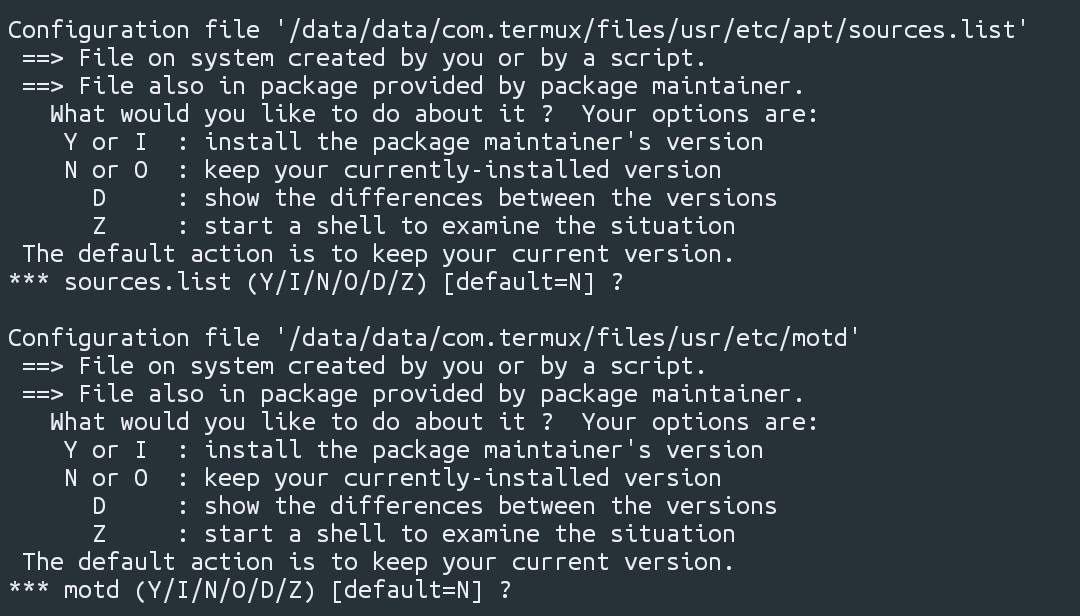 Configuration file '/data/data/com.termux/files/usr/etc/apt/sources.list'
 ==> File on system created by you or by a script.
 ==> File also in package provided by package maintainer.
   What would you like to do about it ?  Your options are:
    Y or I  : install the package maintainer's version
    N or O  : keep your currently-installed version
      D     : show the differences between the versions
      Z     : start a shell to examine the situation
 The default action is to keep your current version.
*** sources.list (Y/I/N/O/D/Z) [default=N] ?

Configuration file '/data/data/com.termux/files/usr/etc/motd'
 ==> File on system created by you or by a script.
 ==> File also in package provided by package maintainer.
   What would you like to do about it ?  Your options are:
    Y or I  : install the package maintainer's version
    N or O  : keep your currently-installed version
      D     : show the differences between the versions
      Z     : start a shell to examine the situation
 The default action is to keep your current version.
*** motd (Y/I/N/O/D/Z) [default=N] ?